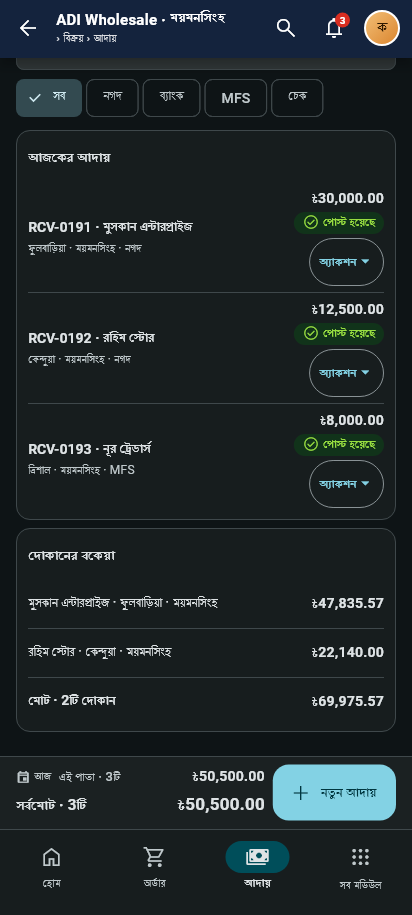 ADI Wholesale · ময়মনসিংহ
› বিক্রয় › আদায়
3
ক
সব
নগদ
ব্যাংক
MFS
চেক
আজকের আদায়
৳30,000.00
RCV-0191 · মুসকান এন্টারপ্রাইজ
পোস্ট হয়েছে
ফুলবাড়িয়া · ময়মনসিংহ · নগদ
অ্যাকশন
৳12,500.00
RCV-0192 · রহিম স্টোর
পোস্ট হয়েছে
কেন্দুয়া · ময়মনসিংহ · নগদ
অ্যাকশন
৳8,000.00
RCV-0193 · নূর ট্রেডার্স
পোস্ট হয়েছে
ত্রিশাল · ময়মনসিংহ · MFS
অ্যাকশন
দোকানের বকেয়া
মুসকান এন্টারপ্রাইজ · ফুলবাড়িয়া · ময়মনসিংহ ৳47,835.57
রহিম স্টোর · কেন্দুয়া · ময়মনসিংহ ৳22,140.00
মোট · 2টি দোকান ৳69,975.57
আজ এই পাতা · 3টি ৳50,500.00
সর্বমোট · 3টি ৳50,500.00
নতুন আদায়
হোম
অর্ডার
আদায়
সব মডিউল